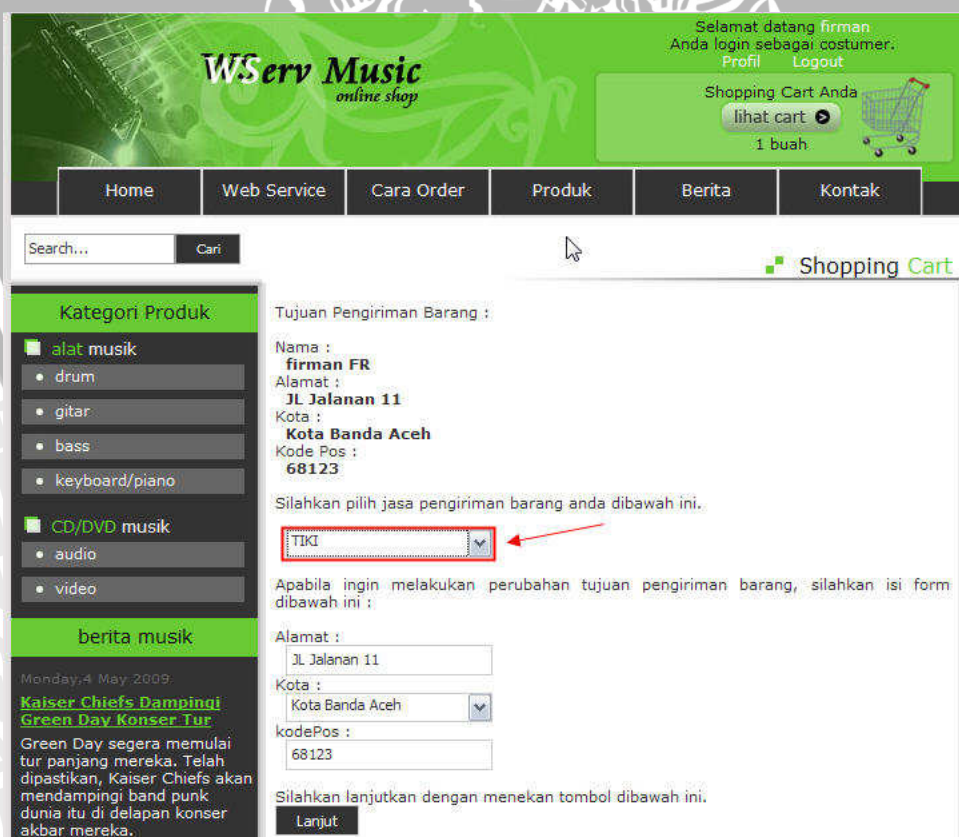 WServ Music
online shop
Selamat datang firman
Anda login sebagai costumer.
Profil Logout
Shopping Cart Anda
lihat cart
1 buah
Home Web Service Cara Order Produk Berita Kontak
Search... Cari
Shopping Cart
Kategori Produk
alat musik
drum
gitar
bass
keyboard/piano
CD/DVD musik
audio
video
berita musik
Monday,4 May 2009
Kaiser Chiefs Dampingi
Green Day Konser Tur
Green Day segera memulai
tur panjang mereka. Telah
dipastikan, Kaiser Chiefs akan
mendampingi band punk
dunia itu di delapan konser
akbar mereka.
Tujuan Pengiriman Barang :
Nama :
firman FR
Alamat :
JL Jalanan 11
Kota :
Kota Banda Aceh
Kode Pos :
68123
Silahkan pilih jasa pengiriman barang anda dibawah ini.
TIKI
Apabila ingin melakukan perubahan tujuan pengiriman barang, silahkan isi form
dibawah ini :
Alamat :
JL Jalanan 11
Kota :
Kota Banda Aceh
kodePos :
68123
Silahkan lanjutkan dengan menekan tombol dibawah ini.
Lanjut